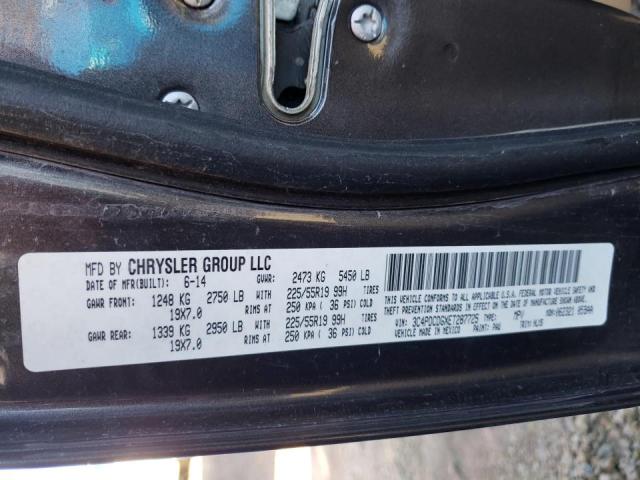 MFD BY CHRYSLER GROUP LLC
DATE OF MFR(BUILT): 6-14 GVWR: 2473 KG 5450 LB
GAWR FRONT: 1248 KG 2750 LB WITH 225/55R19 99H TIRES
19X7.0 RIMS AT 250 KPA ( 36 PSI)
GAWR REAR: 1339 KG 2950 LB WITH 225/55R19 99H TIRES
19X7.0 RIMS AT 250 KPA ( 36 PSI)
THIS VEHICLE CONFORMS TO ALL APPLICABLE U.S.A. FEDERAL MOTOR VEHICLE SAFETY AND
THEFT PREVENTION STANDARDS IN EFFECT ON THE DATE OF MANUFACTURE SHOWN ABOVE.
VIN: TYPE: MPV MDH:
VEHICLE MADE IN MEXICO PAINT: PAU TRIM: